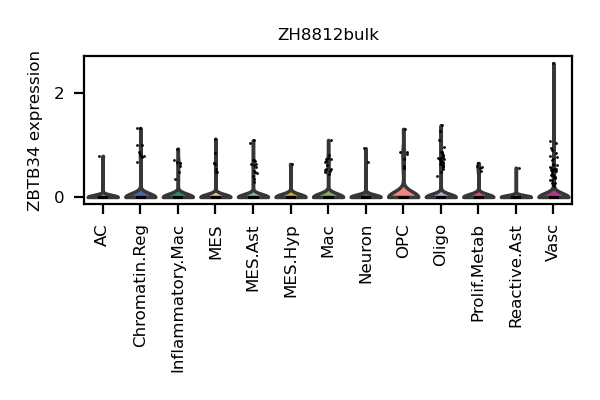 ZH8812bulk
ZBTB34 expression
2
0
AC
Chromatin.Reg
Inflammatory.Mac
MES
MES.Ast
MES.Hyp
Mac
Neuron
OPC
Oligo
Prolif.Metab
Reactive.Ast
Vasc